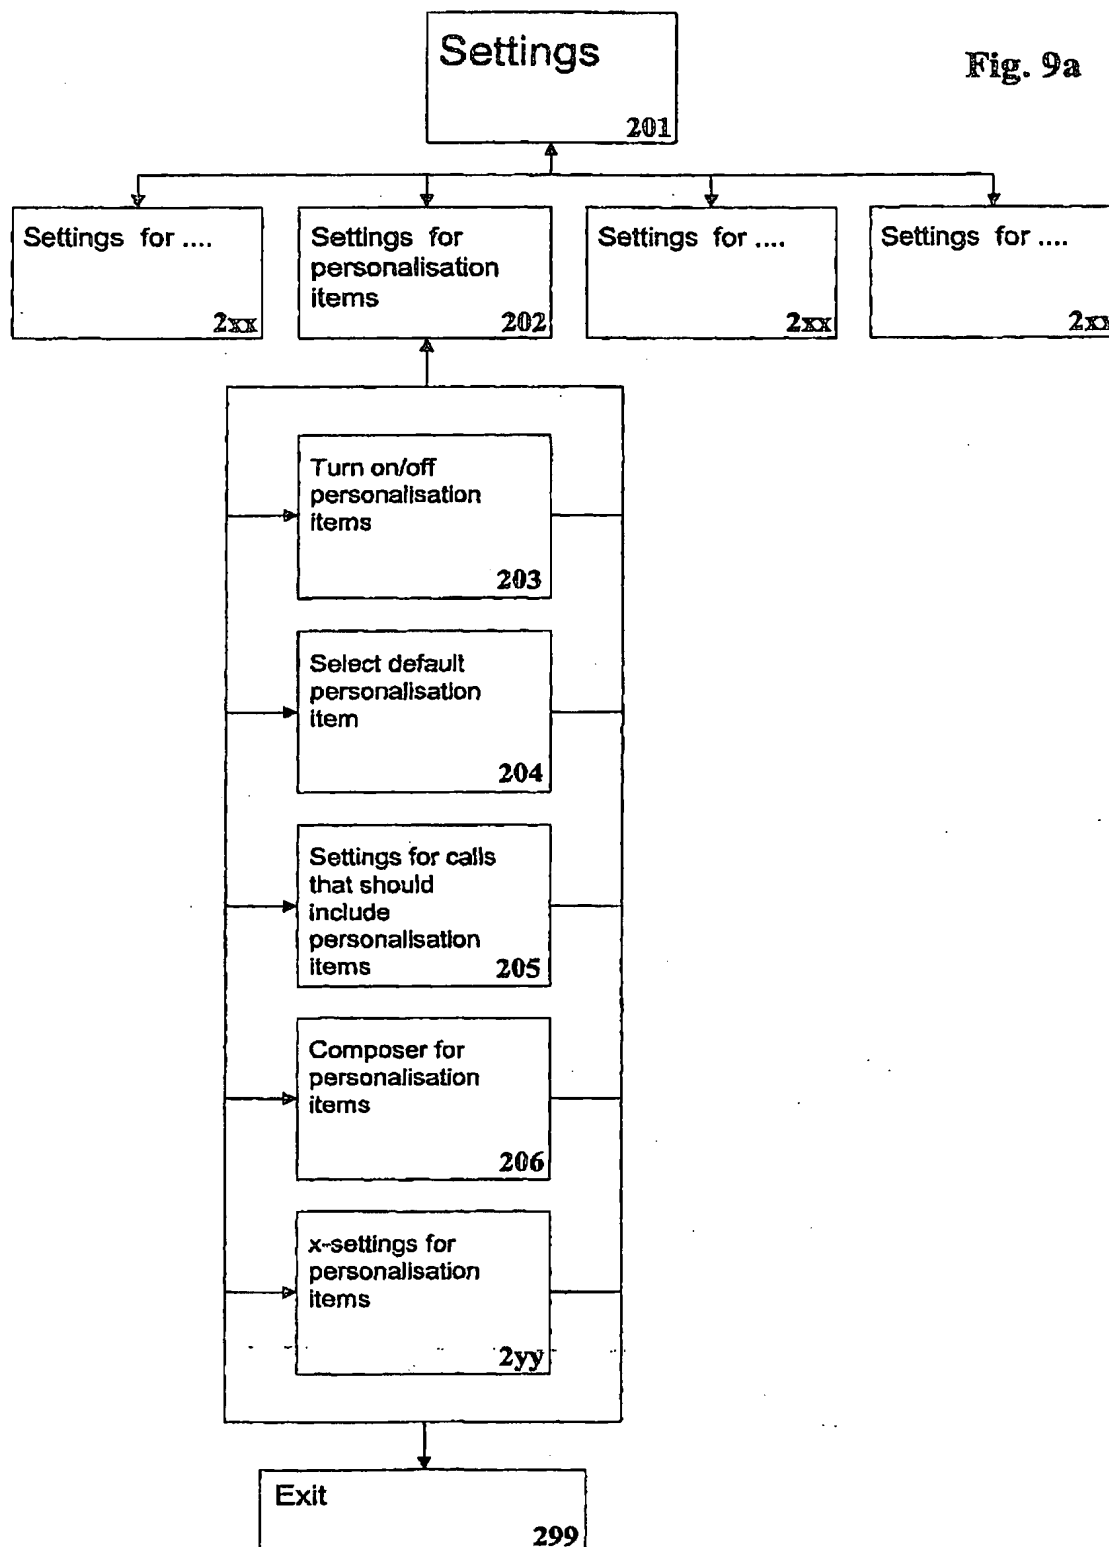 Settings
Fig. 9a
201
Settings for ....
2xx
Settings for
personalisation
items
202
Settings for ....
2xx
Settings for ....
2xx
Turn on/off
personalisation
items
203
Select default
personalisation
item
204
Settings for calls
that should
include
personalisation
items
205
Composer for
personalisation
items
206
x-settings for
personalisation
items
2yy
Exit
299